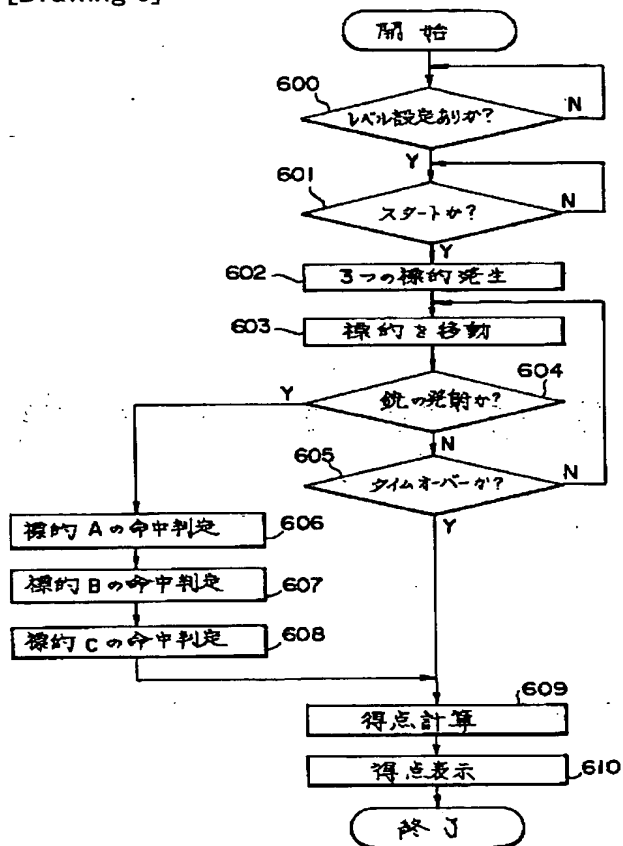 開始
600
レベル設定ありか?
N
Y
601
スタートか?
N
Y
602
3つの標的発生
603
標的を移動
604
銃の発射か?
Y
N
605
タイムオーバーか?
N
Y
標的Aの命中判定
606
標的Bの命中判定
607
標的Cの命中判定
608
609
得点計算
得点表示
610
終了